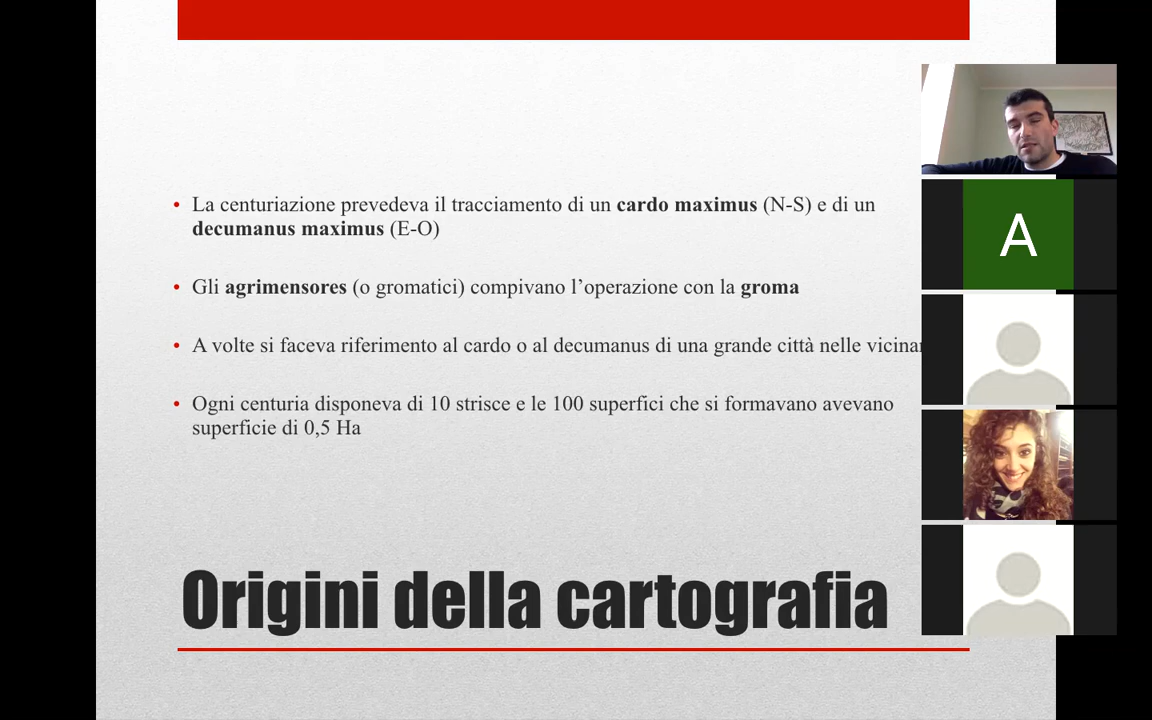 • La centuriazione prevedeva il tracciamento di un cardo maximus (N-S) e di un
decumanus maximus (E-O)
• Gli agrimensores (o gromatici) compivano l’operazione con la groma
• A volte si faceva riferimento al cardo o al decumanus di una grande città nelle
• Ogni centuria disponeva di 10 strisce e le 100 superfici che si formavano avevano
superficie di 0,5 Ha
Origini della cartografia
A